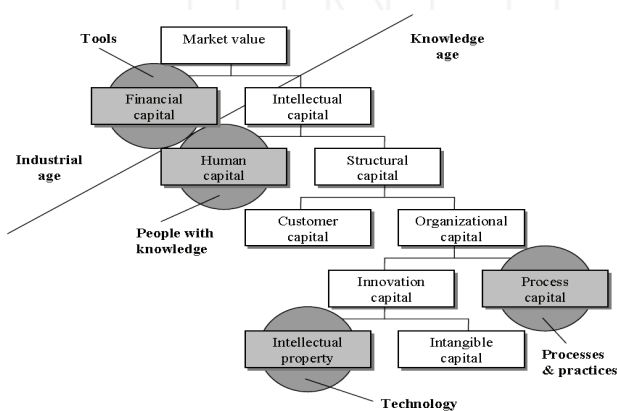 Tools
Market value
Knowledge
age
Financial
capital
Intellectual
capital
Industrial
age
Human
capital
Structural
capital
People with
knowledge
Customer
capital
Organizational
capital
Innovation
capital
Process
capital
Intellectual
property
Intangible
capital
Processes
& practices
Technology